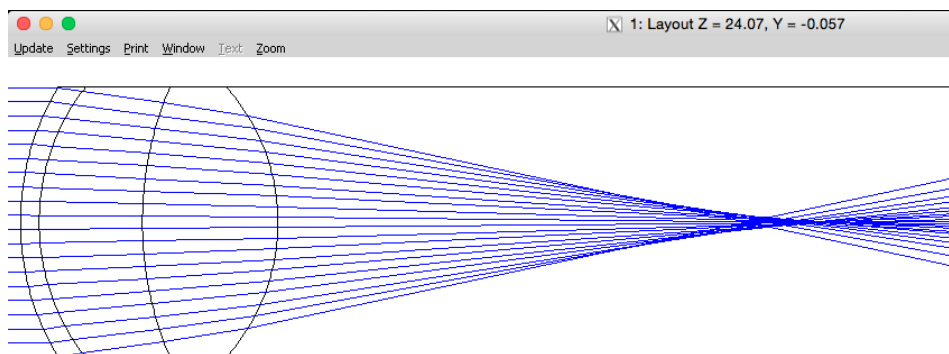 1: Layout Z = 24.07, Y = -0.057
Update Settings Print Window Text Zoom